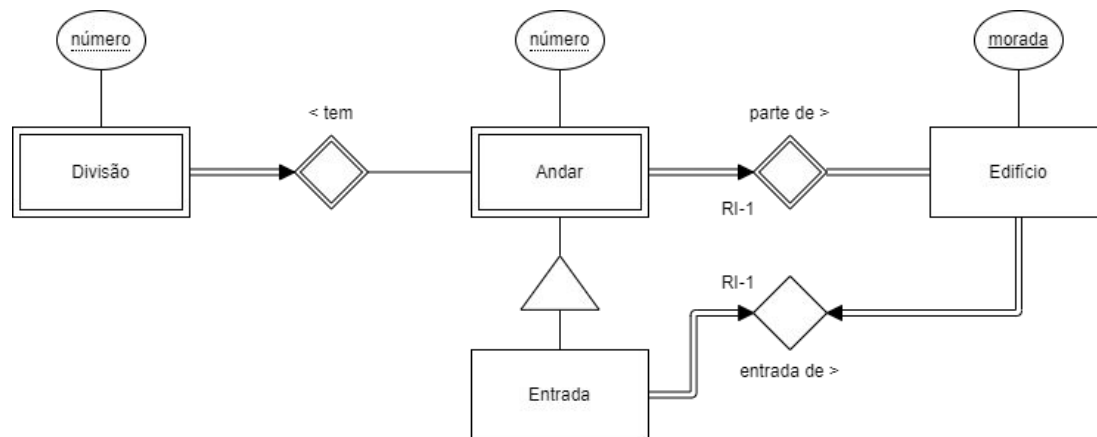 número
número
morada
< tem
parte de >
Divisão
Andar
Edifício
RI-1
RI-1
entrada de >
Entrada